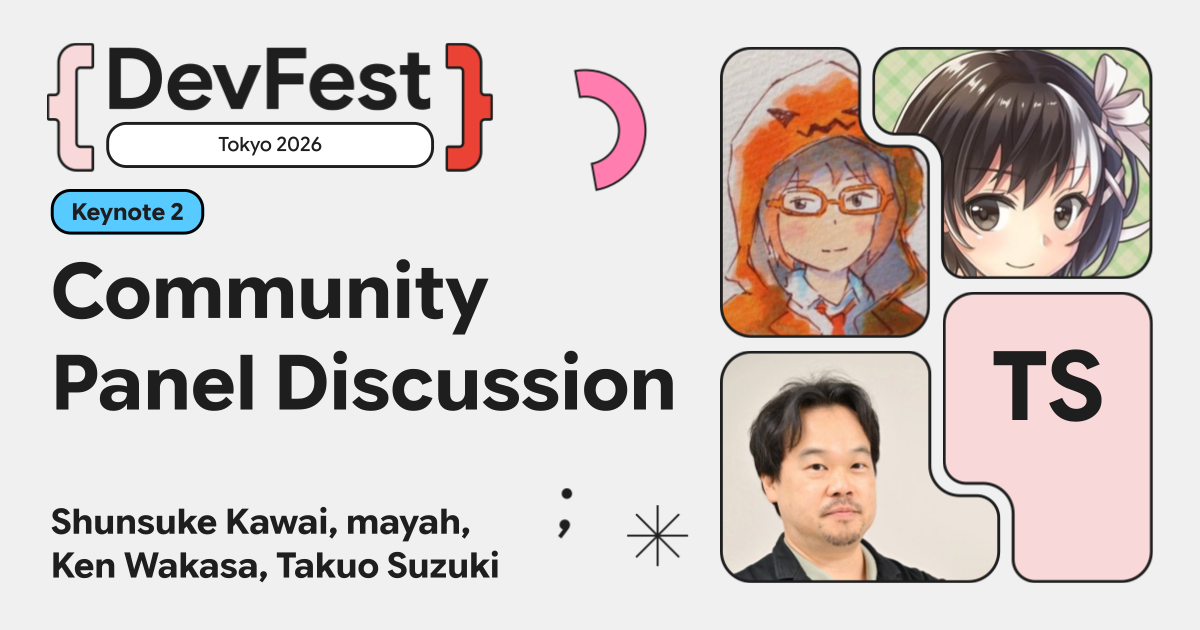 { DevFest }
Tokyo 2026
Keynote 2
Community
Panel Discussion
Shunsuke Kawai, mayah,
Ken Wakasa, Takuo Suzuki
;
TS